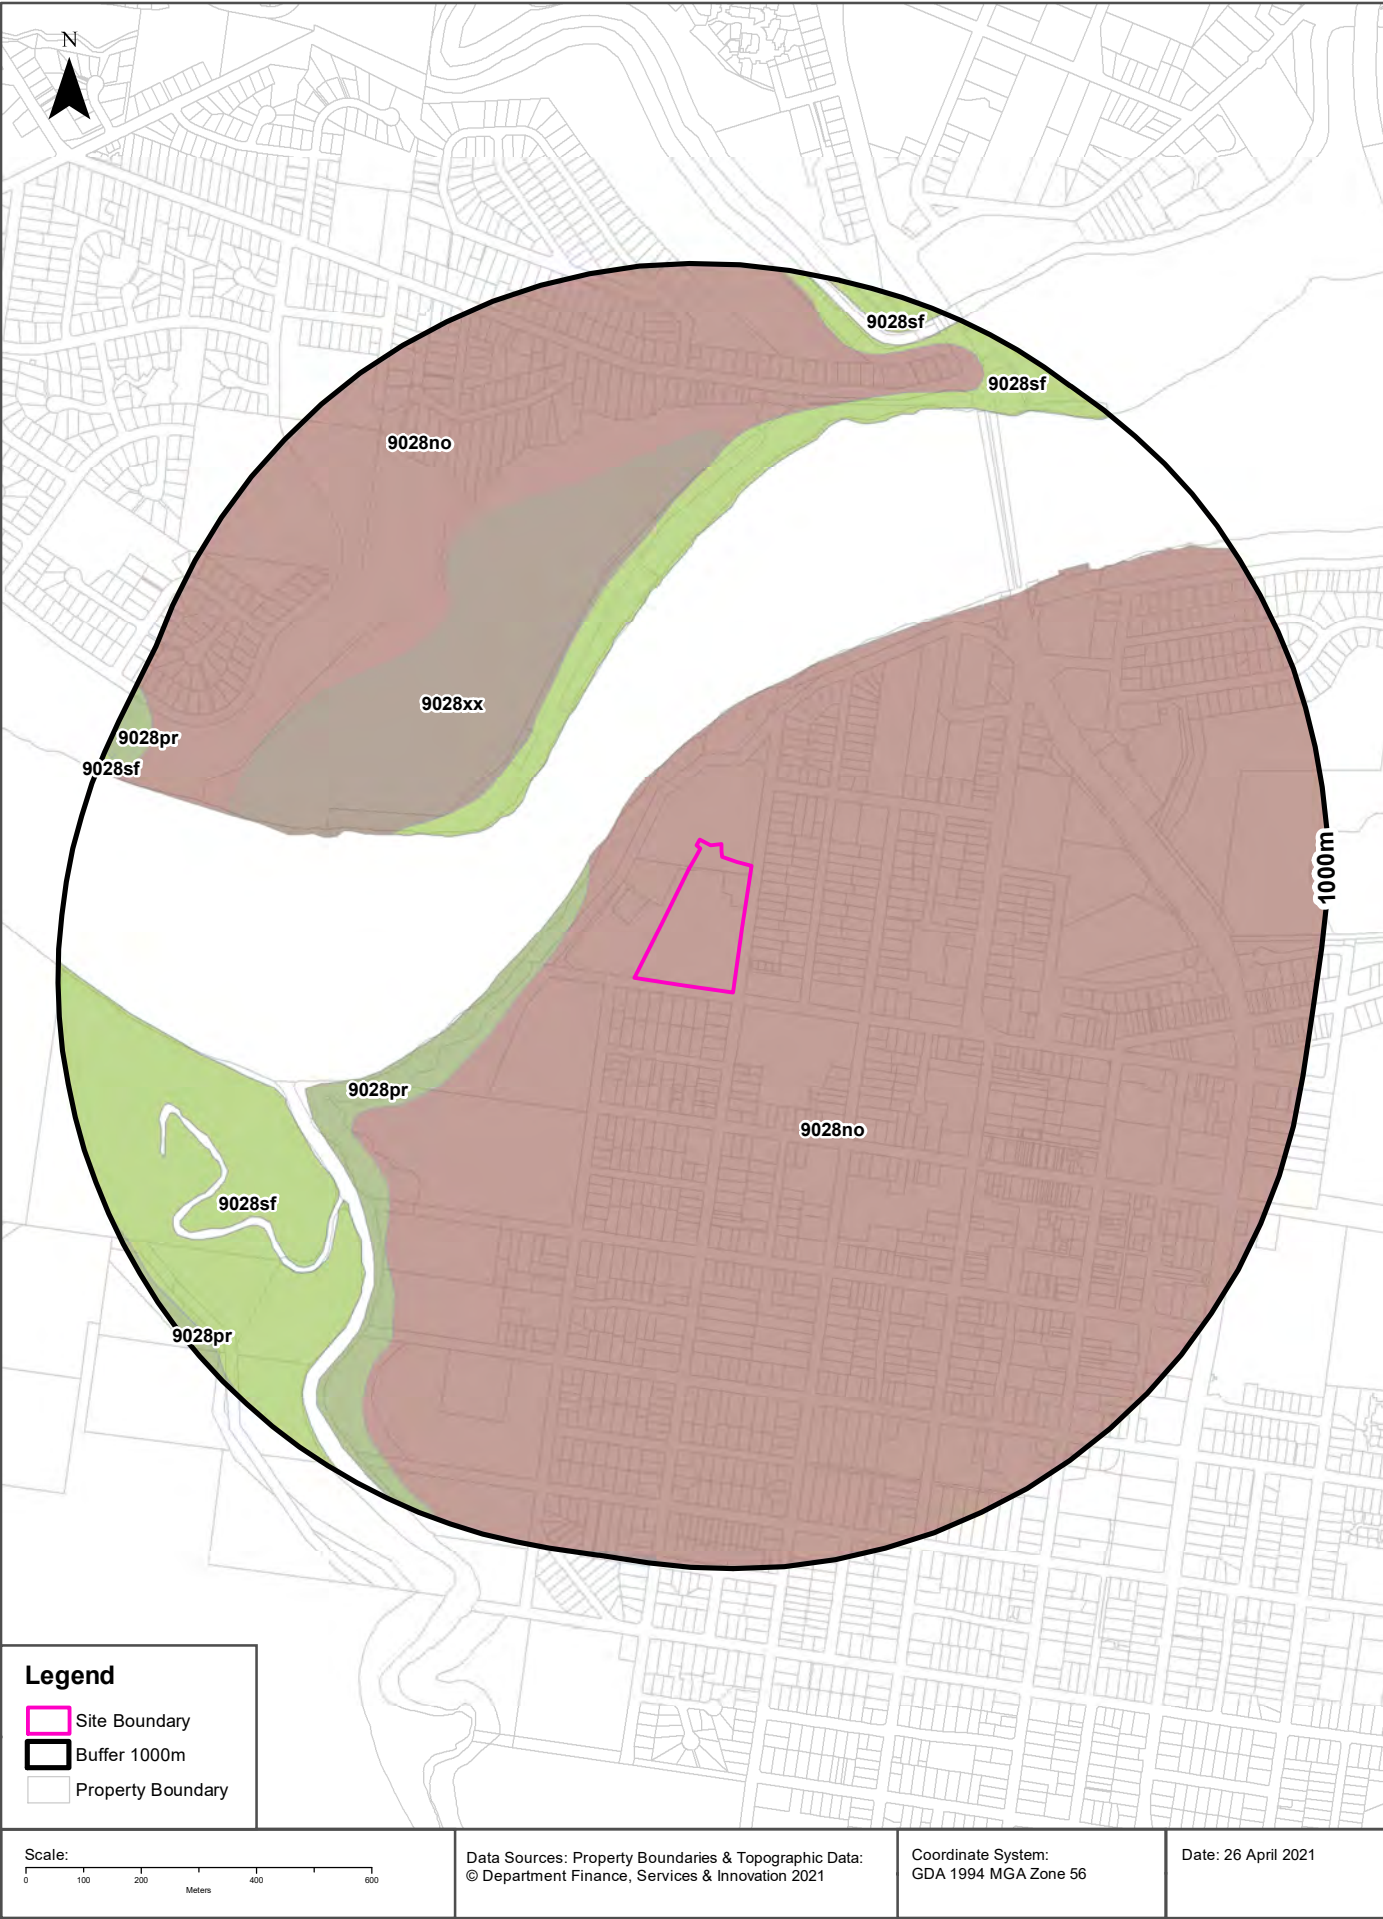 N
9028sf
9028sf
9028no
9028xx
9028pr
9028sf
1000m
9028pr
9028no
9028sf
9028pr
Legend
Site Boundary
Buffer 1000m
Property Boundary
Scale:
0 100 200 400 600
Meters
Data Sources: Property Boundaries & Topographic Data:
© Department Finance, Services & Innovation 2021
Coordinate System:
GDA 1994 MGA Zone 56
Date: 26 April 2021